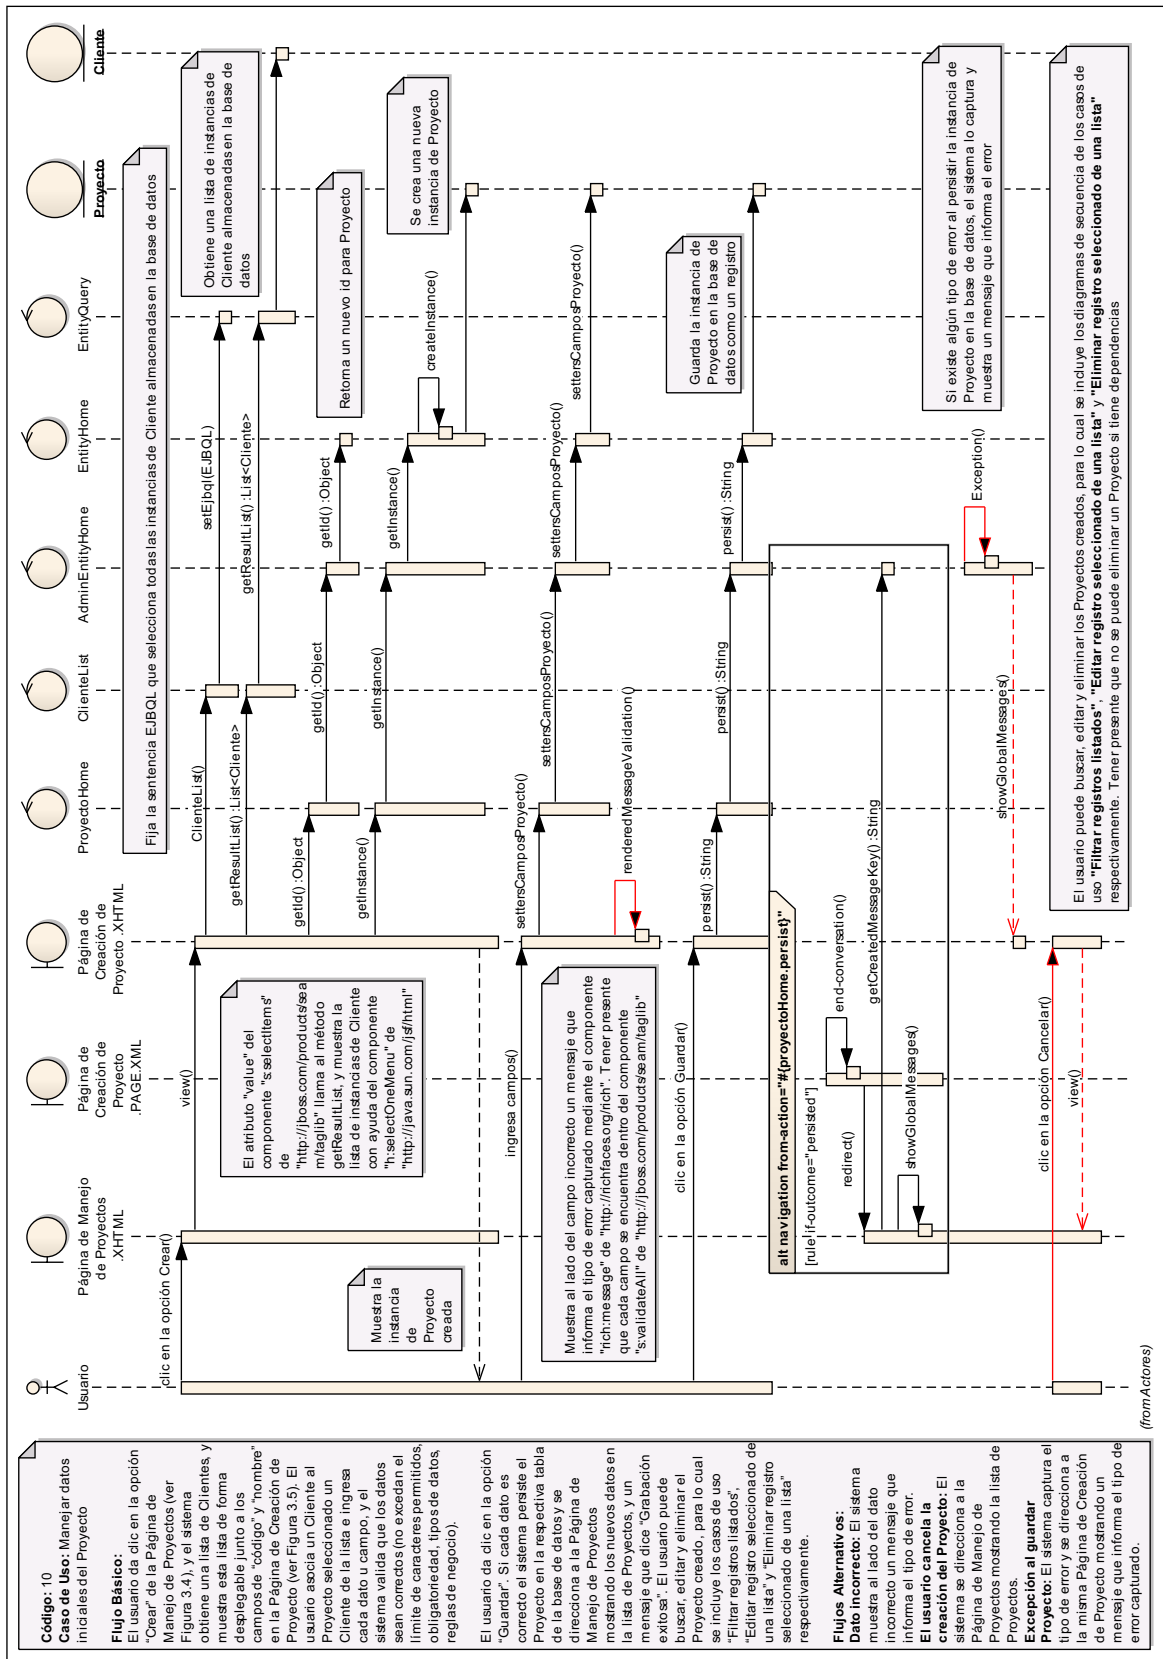 Código: 10
Caso de Uso: Manejar datos
iniciales del Proyecto
Flujo Básico:
El usuario da clic en la opción
"Crear" de la Página de
Manejo de Proyectos (ver
Figura 3.4), y el sistema
obtiene una lista de Clientes, y
muestra esta lista de forma
desplegable junto a los
campos de "código" y "nombre"
en la Página de Creación de
Proyecto (ver Figura 3.5). El
usuario asocia un Cliente al
Proyecto seleccionado un
Cliente de la lista e ingresa
cada dato u campo, y el
sistema valida que los datos
sean correctos (no excedan el
límite de caracteres permitidos,
obligatoriedad, tipos de datos,
reglas de negocio).
El usuario da clic en la opción
"Guardar". Si cada dato es
correcto el sistema persiste el
Proyecto en la respectiva tabla
de la base de datos y se
direcciona a la Página de
Manejo de Proyectos
mostrando los nuevos datos en
la lista de Proyectos, y un
mensaje que dice "Grabación
exitosa". El usuario puede
buscar, editar y eliminar el
Proyecto creado, para lo cual
se incluye los casos de uso
"Filtrar registros listados",
"Editar registro seleccionado de
una lista" y "Eliminar registro
seleccionado de una lista"
respectivamente.
Flujos Alternativos:
Dato incorrecto: El sistema
muestra al lado del dato
incorrecto un mensaje que
informa el tipo de error.
El usuario cancela la
creación del Proyecto: El
sistema se direcciona a la
Página de Manejo de
Proyectos mostrando la lista de
Proyectos.
Excepción al guardar
Proyecto: El sistema captura el
tipo de error y se direcciona a
la misma Página de Creación
de Proyecto mostrando un
mensaje que informa el tipo de
error capturado.
Usuario
Página de Manejo
de Proyectos
.XHTML
Página de
Creación de
Proyecto
.PAGE.XML
Página de
Creación de
Proyecto .XHTML
ProyectoHome
ClienteList
AdminEntityHome
EntityHome
EntityQuery
Proyecto
Cliente
Fija la sentencia EJBQL que selecciona todas las instancias de Cliente almacenadas en la base de datos
clic en la opción Crear()
view()
ClienteList()
setEjbql(EJBQL)
Obtiene una lista de instancias de
Cliente almacenadas en la base de
datos
getResultList() :List<Cliente>
getResultList() :List<Cliente>
El atributo "value" del
componente "s:selectItems"
de
"http://jboss.com/products/sea
m/taglib" llama al método
getResultList, y muestra la
lista de instancias de Cliente
con ayuda del componente
"h:selectOneMenu" de
"http://java.sun.com/jsf/html"
getId() :Object
getId() :Object
getId() :Object
Retorna un nuevo id para Proyecto
getInstance()
getInstance()
getInstance()
createInstance()
Se crea una nueva
instancia de Proyecto
Muestra la
instancia
de
Proyecto
creada
ingresa campos()
settersCamposProyecto()
settersCamposProyecto()
settersCamposProyecto()
settersCamposProyecto()
renderedMessageValidation()
Muestra al lado del campo incorrecto un mensaje que
informa el tipo de error capturado mediante el componente
"rich:message" de "http://richfaces.org/rich". Tener presente
que cada campo se encuentra dentro del componente
"s:validateAll" de "http://jboss.com/products/seam/taglib"
clic en la opción Guardar()
persist() :String
persist() :String
persist() :String
Guarda la instancia de
Proyecto en la base de
datos como un registro
alt navigation from-action="#{proyectoHome.persist}"
[rule if-outcome="persisted"]
end-conversation()
redirect()
getCreatedMessageKey() :String
showGlobalMessages()
Exception()
Si existe algún tipo de error al persistir la instancia de
Proyecto en la base de datos, el sistema lo captura y
muestra un mensaje que informa el error
showGlobalMessages()
clic en la opción Cancelar()
view()
El usuario puede buscar, editar y eliminar los Proyectos creados, para lo cual se incluye los diagramas de secuencia de los casos de
uso "Filtrar registros listados", "Editar registro seleccionado de una lista" y "Eliminar registro seleccionado de una lista"
respectivamente. Tener presente que no se puede eliminar un Proyecto si tiene dependencias
(from Actores)